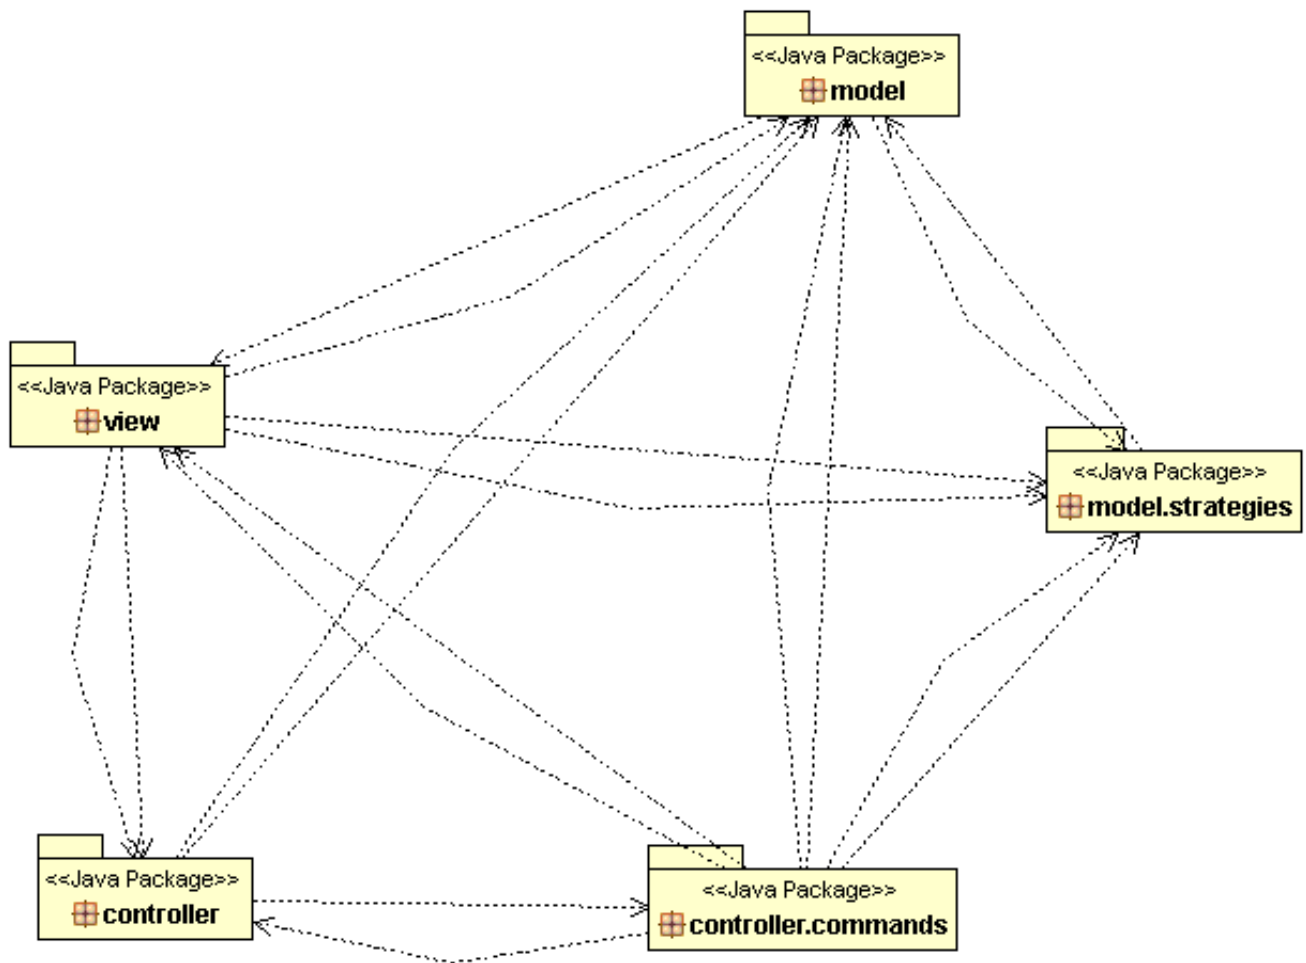 <<Java Package>>
model
<<Java Package>>
view
<<Java Package>>
model.strategies
<<Java Package>>
controller
<<Java Package>>
controller.commands